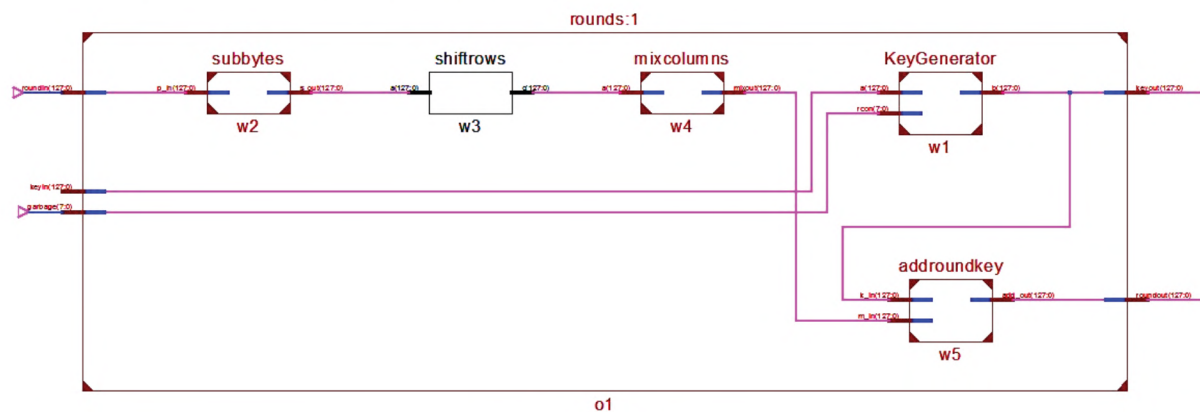 rounds:1
subbytes
shiftrows
mixcolumns
KeyGenerator
roundin(127:0)
p_in(127:0)
s_out(127:0)
a(127:0)
d(127:0)
a(127:0)
mixout(127:0)
a(127:0)
b(127:0)
keyout(127:0)
rcon(7:0)
w2
w3
w4
w1
keyin(127:0)
garbage(7:0)
addroundkey
k_in(127:0)
add_out(127:0)
roundout(127:0)
m_in(127:0)
w5
o1